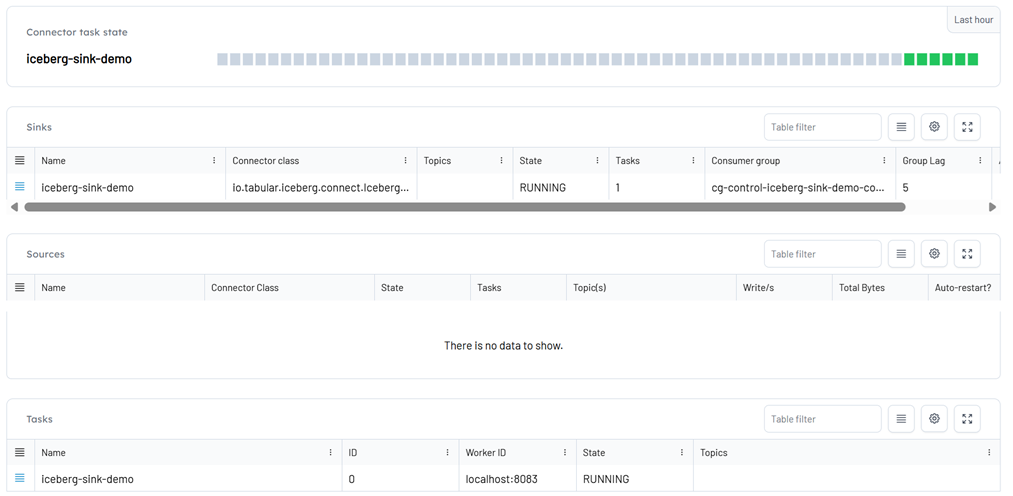 Last hour
Connector task state
iceberg-sink-demo
Sinks
Table filter
Name Connector class Topics State Tasks Consumer group Group Lag
iceberg-sink-demo io.tabular.iceberg.connect.Iceberg... RUNNING 1 cg-control-iceberg-sink-demo-co... 5
Sources
Table filter
Name Connector Class State Tasks Topic(s) Write/s Total Bytes Auto-restart?
There is no data to show.
Tasks
Table filter
Name ID Worker ID State Topics
iceberg-sink-demo 0 localhost:8083 RUNNING